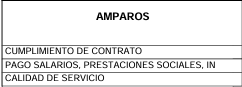 AMPAROS
CUMPLIMIENTO DE CONTRATO
PAGO SALARIOS, PRESTACIONES SOCIALES, IN
CALIDAD DE SERVICIO